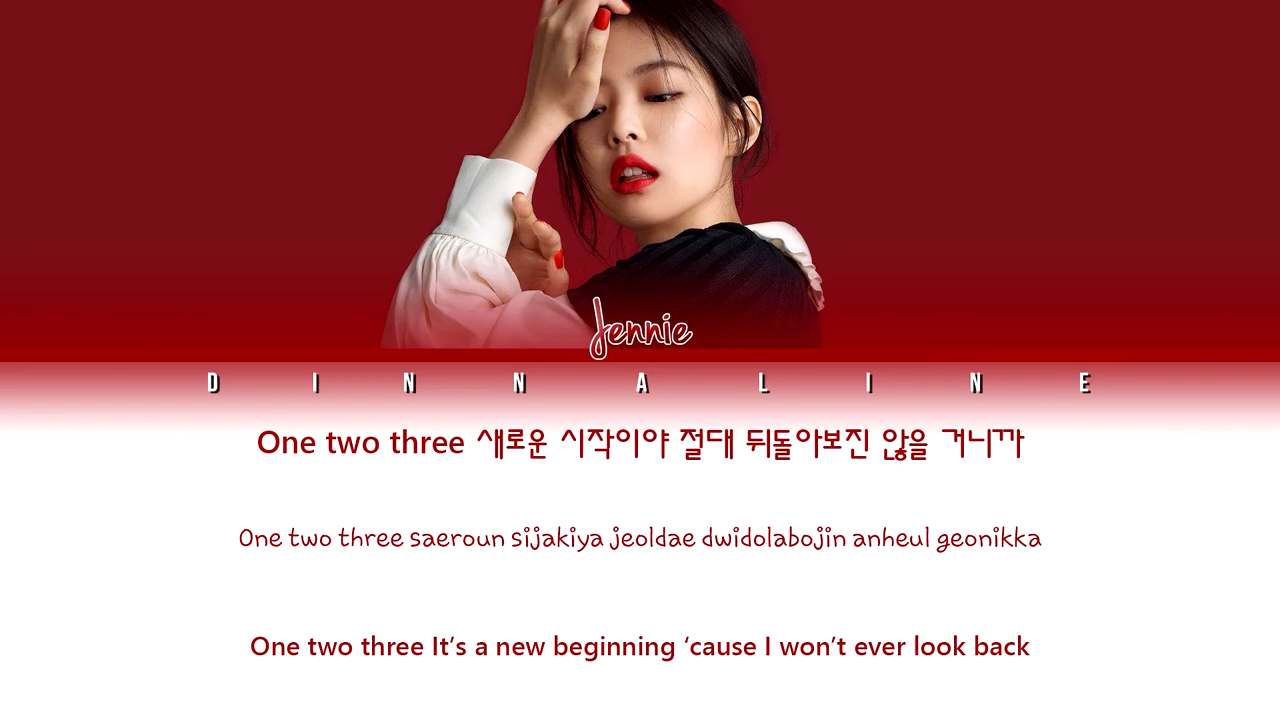 Jennie
DINNALINE
One two three 새로운 시작이야 절대 뒤돌아보진 않을 거니까
One two three saeroun sijakiya jeoldae dwidolabojin anheul geonikka
One two three It’s a new beginning ‘cause I won’t ever look back